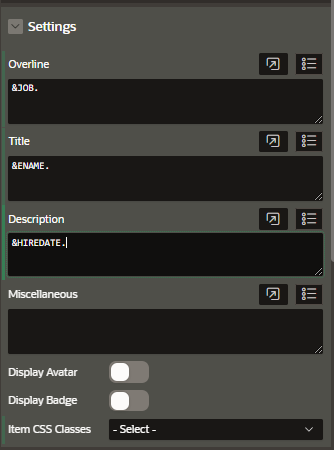 Settings
Overline
&JOB.
Title
&ENAME.
Description
&HIREDATE.
Miscellaneous
Display Avatar
Display Badge
Item CSS Classes - Select -